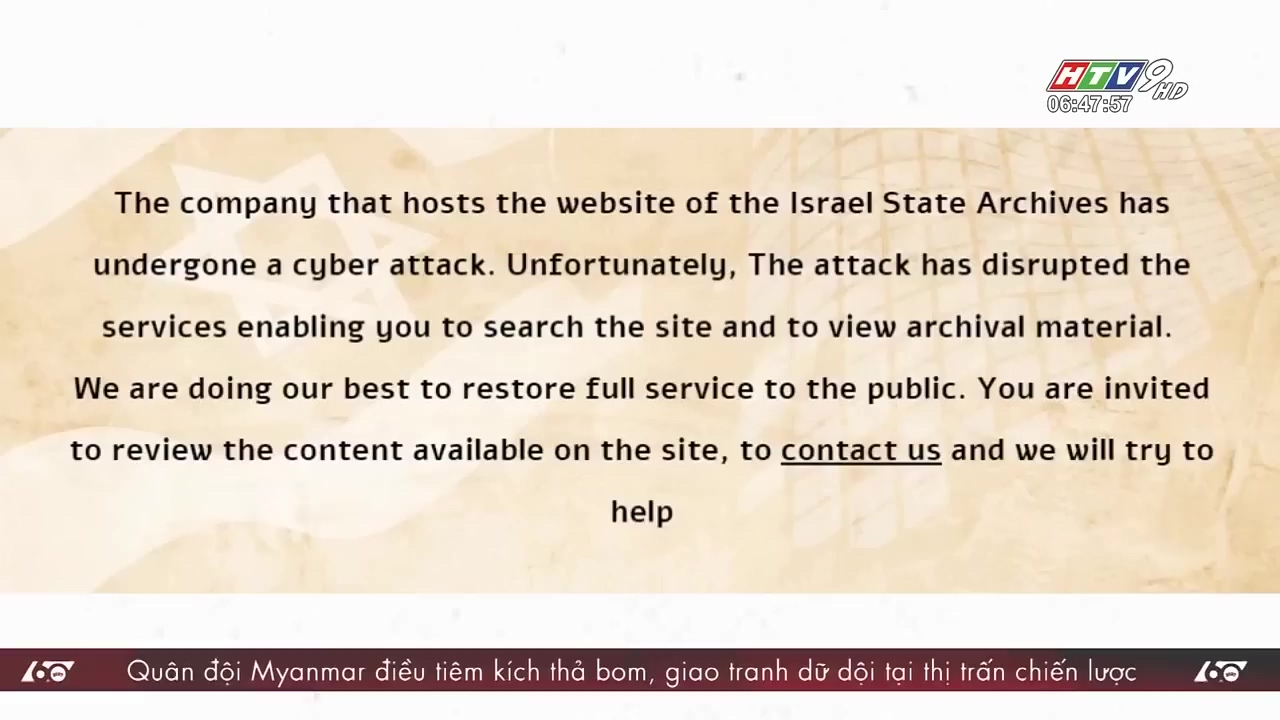 HTV9 HD
06:47:57
The company that hosts the website of the Israel State Archives has
undergone a cyber attack. Unfortunately, The attack has disrupted the
services enabling you to search the site and to view archival material.
We are doing our best to restore full service to the public. You are invited
to review the content available on the site, to contact us and we will try to
help
60 giây Quân đội Myanmar điều tiêm kích thả bom, giao tranh dữ dội tại thị trấn chiến lược 60 giây